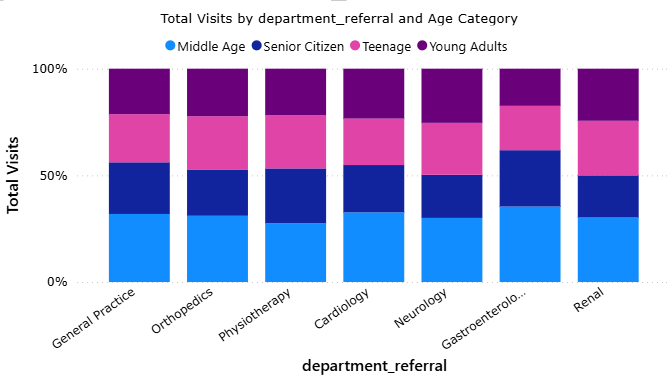 Total Visits by department_referral and Age Category
Middle Age Senior Citizen Teenage Young Adults
100%
50%
0%
Total Visits
General Practice
Orthopedics
Physiotherapy
Cardiology
Neurology
Gastroenterolo...
Renal
department_referral